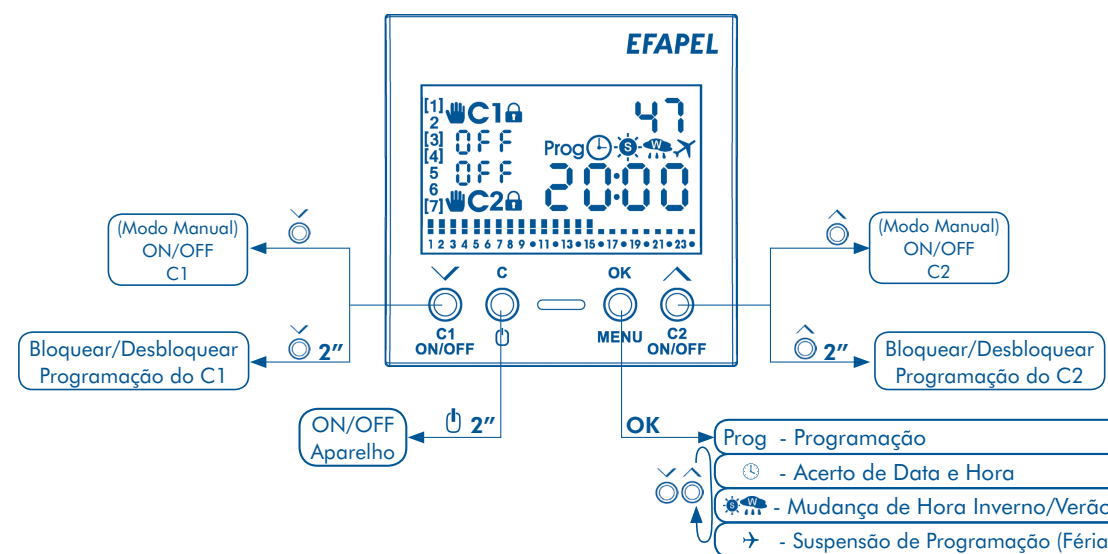 EFAPEL
[1]
2
[3]
[4]
5
6
[7]
C1
47
OFF
Prog
S
W
OFF
20:00
C2
1 2 3 4 5 6 7 8 9 • 11 • 13 • 15 • 17 • 19 • 21 • 23 •
C
OK
C1
ON/OFF
MENU
C2
ON/OFF
(Modo Manual)
ON/OFF
C1
(Modo Manual)
ON/OFF
C2
2"
Bloquear/Desbloquear
Programação do C1
2"
Bloquear/Desbloquear
Programação do C2
ON/OFF
Aparelho
2"
OK
Prog - Programação
- Acerto de Data e Hora
- Mudança de Hora Inverno/Verão
- Suspensão de Programação (Féria